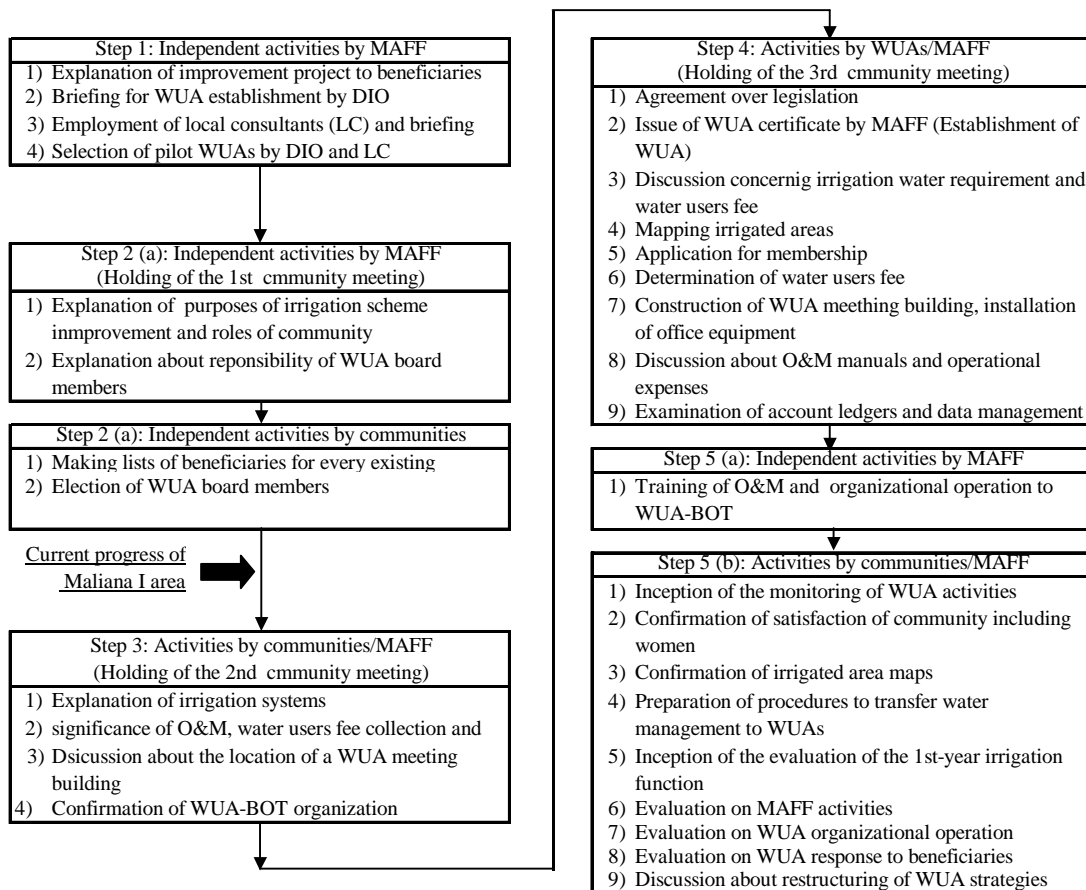 Step 1: Independent activities by MAFF
1) Explanation of improvement project to beneficiaries
2) Briefing for WUA establishment by DIO
3) Employment of local consultants (LC) and briefing
4) Selection of pilot WUAs by DIO and LC
Step 2 (a): Independent activities by MAFF
(Holding of the 1st cmmunity meeting)
1) Explanation of purposes of irrigation scheme
inmprovement and roles of community
2) Explanation about reponsibility of WUA board
members
Step 2 (a): Independent activities by communities
1) Making lists of beneficiaries for every existing
2) Election of WUA board members
Current progress of
Maliana I area
Step 3: Activities by communities/MAFF
(Holding of the 2nd cmmunity meeting)
1) Explanation of irrigation systems
2) significance of O&M, water users fee collection and
3) Dsicussion about the location of a WUA meeting
building
4) Confirmation of WUA-BOT organization
Step 4: Activities by WUAs/MAFF
(Holding of the 3rd cmmunity meeting)
1) Agreement over legislation
2) Issue of WUA certificate by MAFF (Establishment of
WUA)
3) Discussion concernig irrigation water requirement and
water users fee
4) Mapping irrigated areas
5) Application for membership
6) Determination of water users fee
7) Construction of WUA meething building, installation
of office equipment
8) Discussion about O&M manuals and operational
expenses
9) Examination of account ledgers and data management
Step 5 (a): Independent activities by MAFF
1) Training of O&M and organizational operation to
WUA-BOT
Step 5 (b): Activities by communities/MAFF
1) Inception of the monitoring of WUA activities
2) Confirmation of satisfaction of community including
women
3) Confirmation of irrigated area maps
4) Preparation of procedures to transfer water
management to WUAs
5) Inception of the evaluation of the 1st-year irrigation
function
6) Evaluation on MAFF activities
7) Evaluation on WUA organizational operation
8) Evaluation on WUA response to beneficiaries
9) Discussion about restructuring of WUA strategies